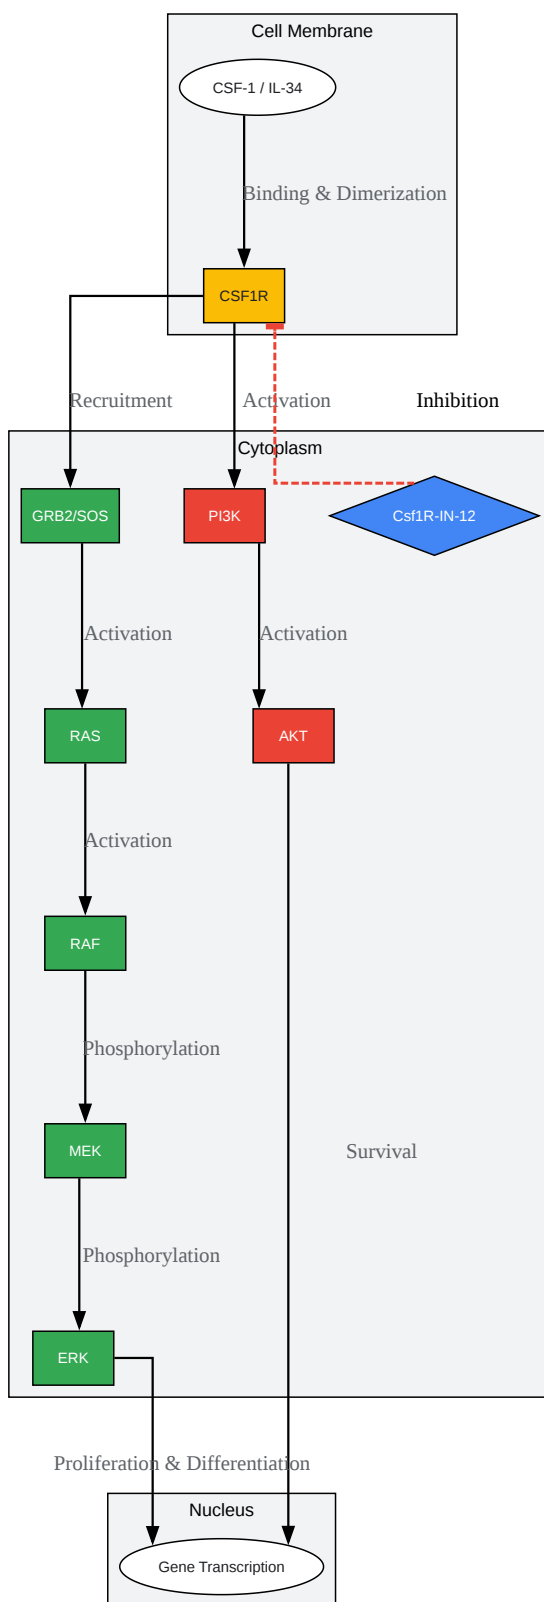 Cell Membrane
CSF-1 / IL-34
Binding & Dimerization
CSF1R
Recruitment
Activation
Inhibition
Cytoplasm
GRB2/SOS
PI3K
Csf1R-IN-12
Activation
Activation
RAS
AKT
Activation
RAF
Phosphorylation
MEK
Survival
Phosphorylation
ERK
Proliferation & Differentiation
Nucleus
Gene Transcription